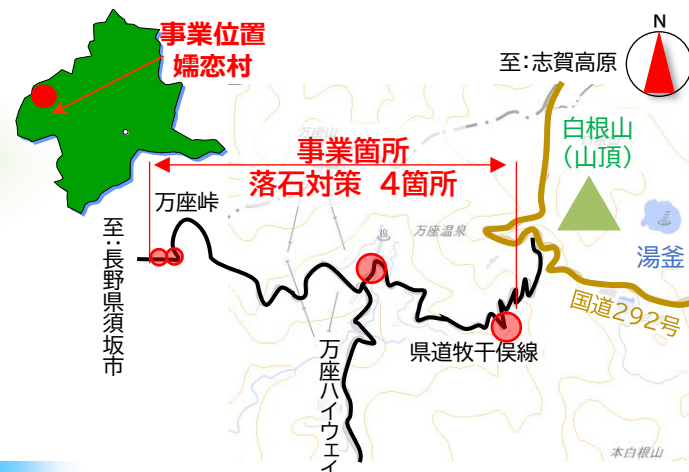 事業位置
嬬恋村
N
至：志賀高原
白根山
（山頂）
万座山
事業箇所
落石対策 4箇所
万座峠
万座温泉
湯釜
至：長野県須坂市
国道292号
県道牧干俣線
万座ハイウェイ
本白根山